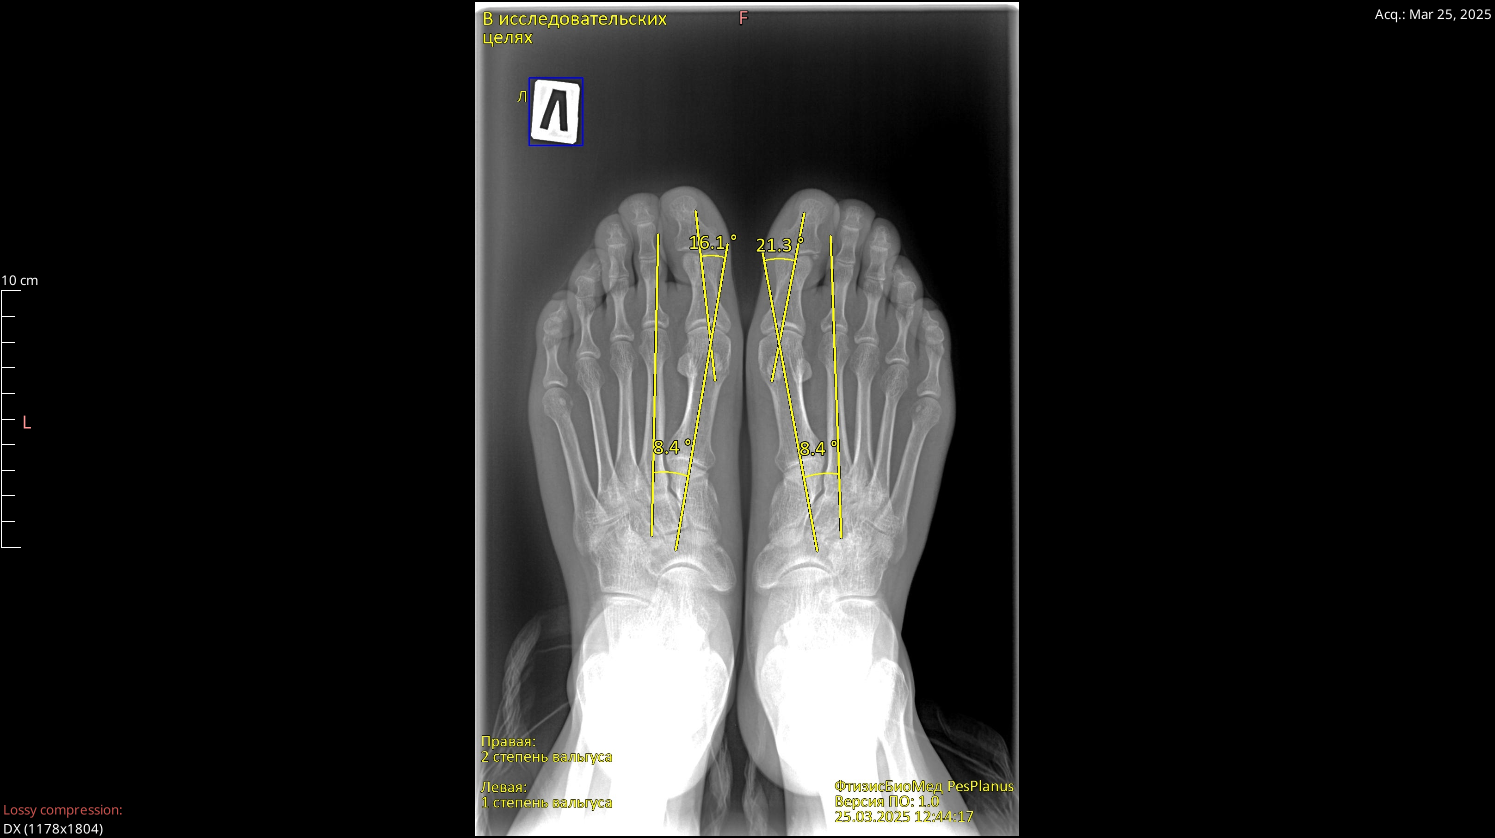 Acq.: Mar 25, 2025
В исследовательских
целях
F
Л
Л
16.1 °
21.3 °
10 cm
L
8.4 °
8.4 °
Правая:
2 степень вальгуса
Левая:
1 степень вальгуса
ФтизисБиоМед PesPlanus
Версия ПО: 1.0
25.03.2025 12:44:17
Lossy compression:
DX (1178x1804)